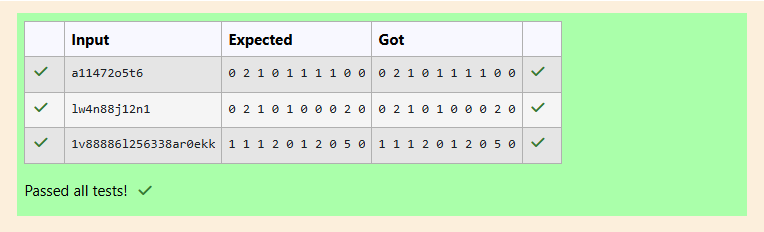 Input Expected Got
a11472o5t6 0 2 1 0 1 1 1 1 0 0 0 2 1 0 1 1 1 1 0 0
lw4n88j12n1 0 2 1 0 1 0 0 0 2 0 0 2 1 0 1 0 0 0 2 0
1v88886l256338ar0ekk 1 1 1 2 0 1 2 0 5 0 1 1 1 2 0 1 2 0 5 0
Passed all tests!